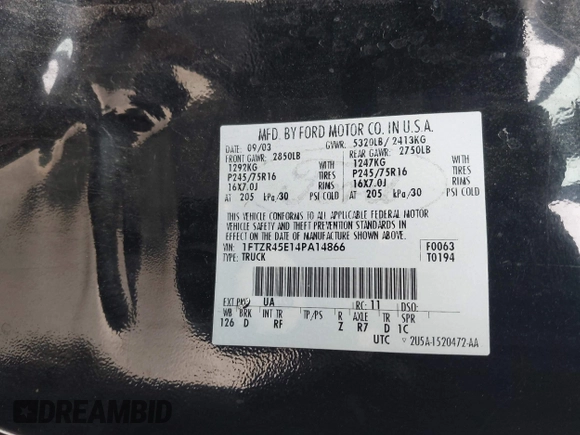 MFD. BY FORD MOTOR CO. IN U.S.A.
DATE: 09/03 GVWR: 5320LB/ 2413KG
FRONT GAWR: 2850LB REAR GAWR: 2750LB
1292KG 1247KG
P245/75R16 TIRES P245/75R16 TIRES
16X7.0J RIMS 16X7.0J RIMS
AT 205 kPa/30 PSI COLD AT 205 kPa/30 PSI COLD
THIS VEHICLE CONFORMS TO ALL APPLICABLE FEDERAL MOTOR
VEHICLE SAFETY AND THEFT PREVENTION STANDARDS IN
EFFECT ON THE DATE OF MANUFACTURE SHOWN ABOVE.
VIN: 1FTZR45E14PA14866 F0063
TYPE: TRUCK T0194
EXT PNT: UA RC: 11 DSO:
WB BRK INT TR TP/PS R AXLE TR SPR
126 D RF Z R7 D 1C
UTC 2U5A-1520472-AA
DREAMBID